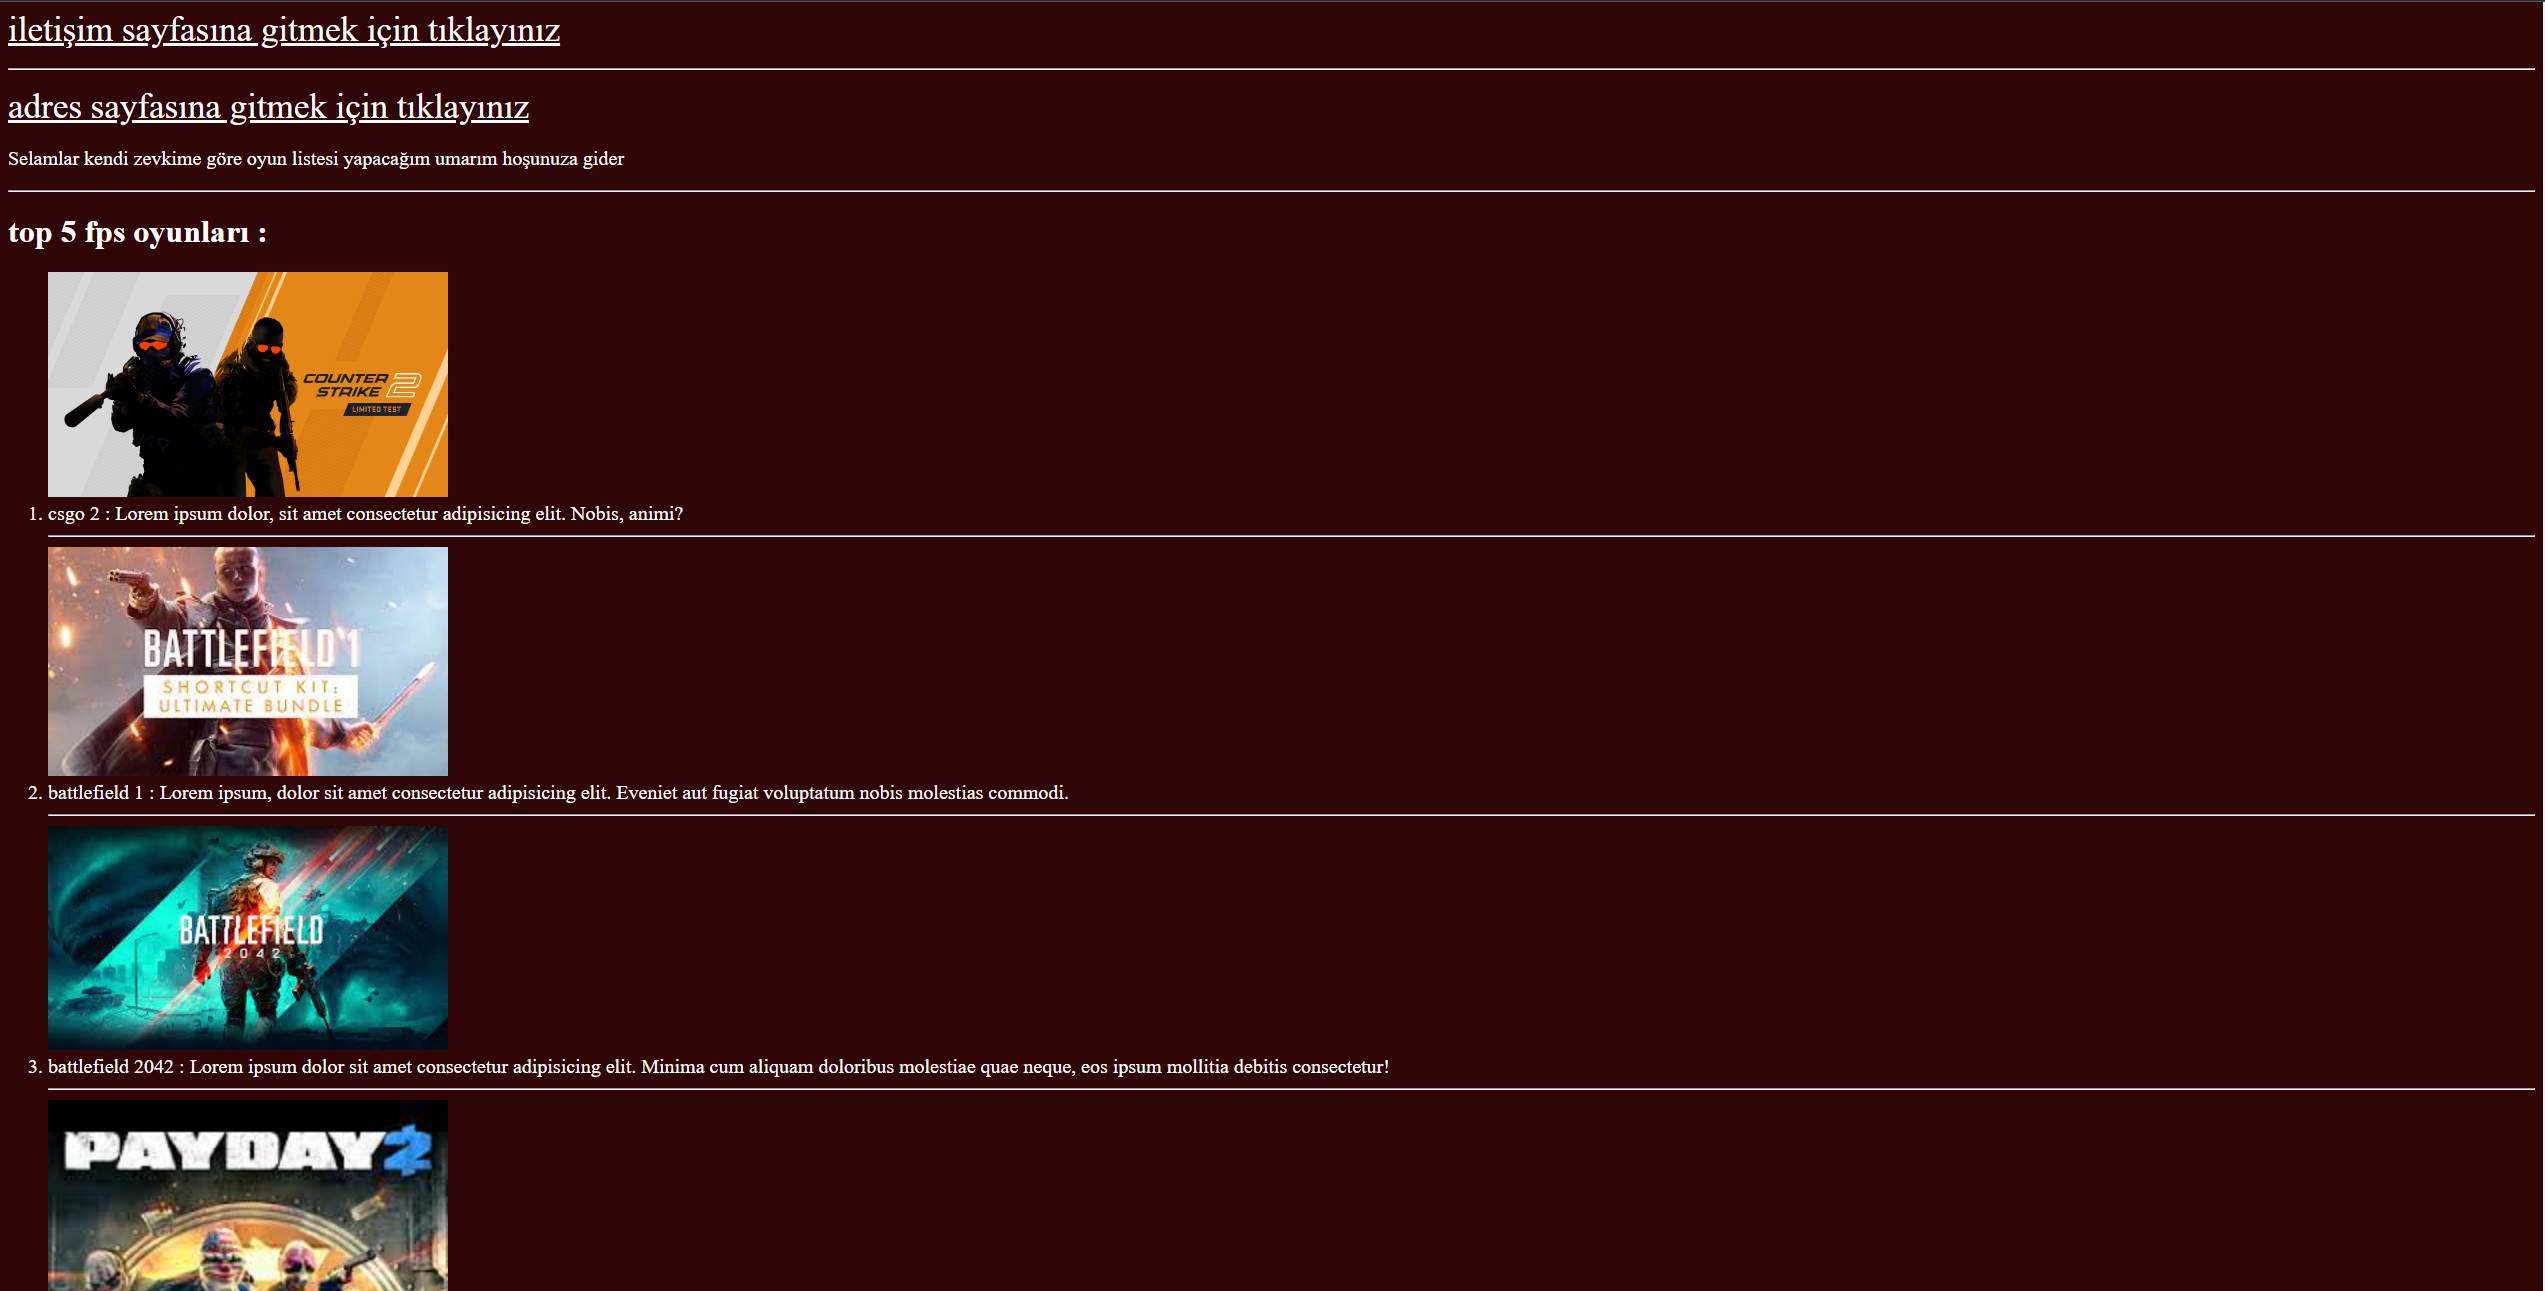 iletişim sayfasına gitmek için tıklayınız
adres sayfasına gitmek için tıklayınız
Selamlar kendi zevkime göre oyun listesi yapacağım umarım hoşunuza gider
top 5 fps oyunları :
COUNTER
STRIKE 2
LIMITED TEST
1. csgo 2 : Lorem ipsum dolor, sit amet consectetur adipisicing elit. Nobis, animi?
BATTLEFIELD 1
SHORTCUT KIT:
ULTIMATE BUNDLE
2. battlefield 1 : Lorem ipsum, dolor sit amet consectetur adipisicing elit. Eveniet aut fugiat voluptatum nobis molestias commodi.
BATTLEFIELD
2042
3. battlefield 2042 : Lorem ipsum dolor sit amet consectetur adipisicing elit. Minima cum aliquam doloribus molestiae quae neque, eos ipsum mollitia debitis consectetur!
PAYDAY 2